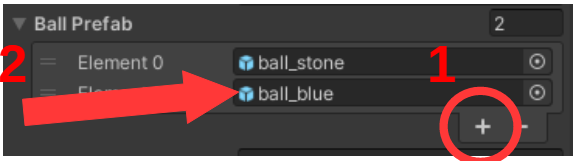 Ball Prefab 2
Element 0 ball_stone 1
2
ball_blue
+ -